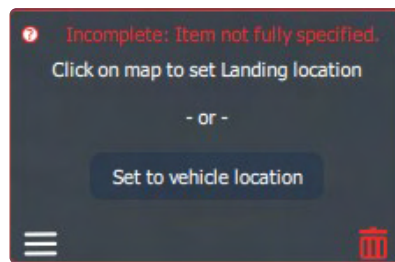 Incomplete: Item not fully specified.
Click on map to set Landing location
- or -
Set to vehicle location